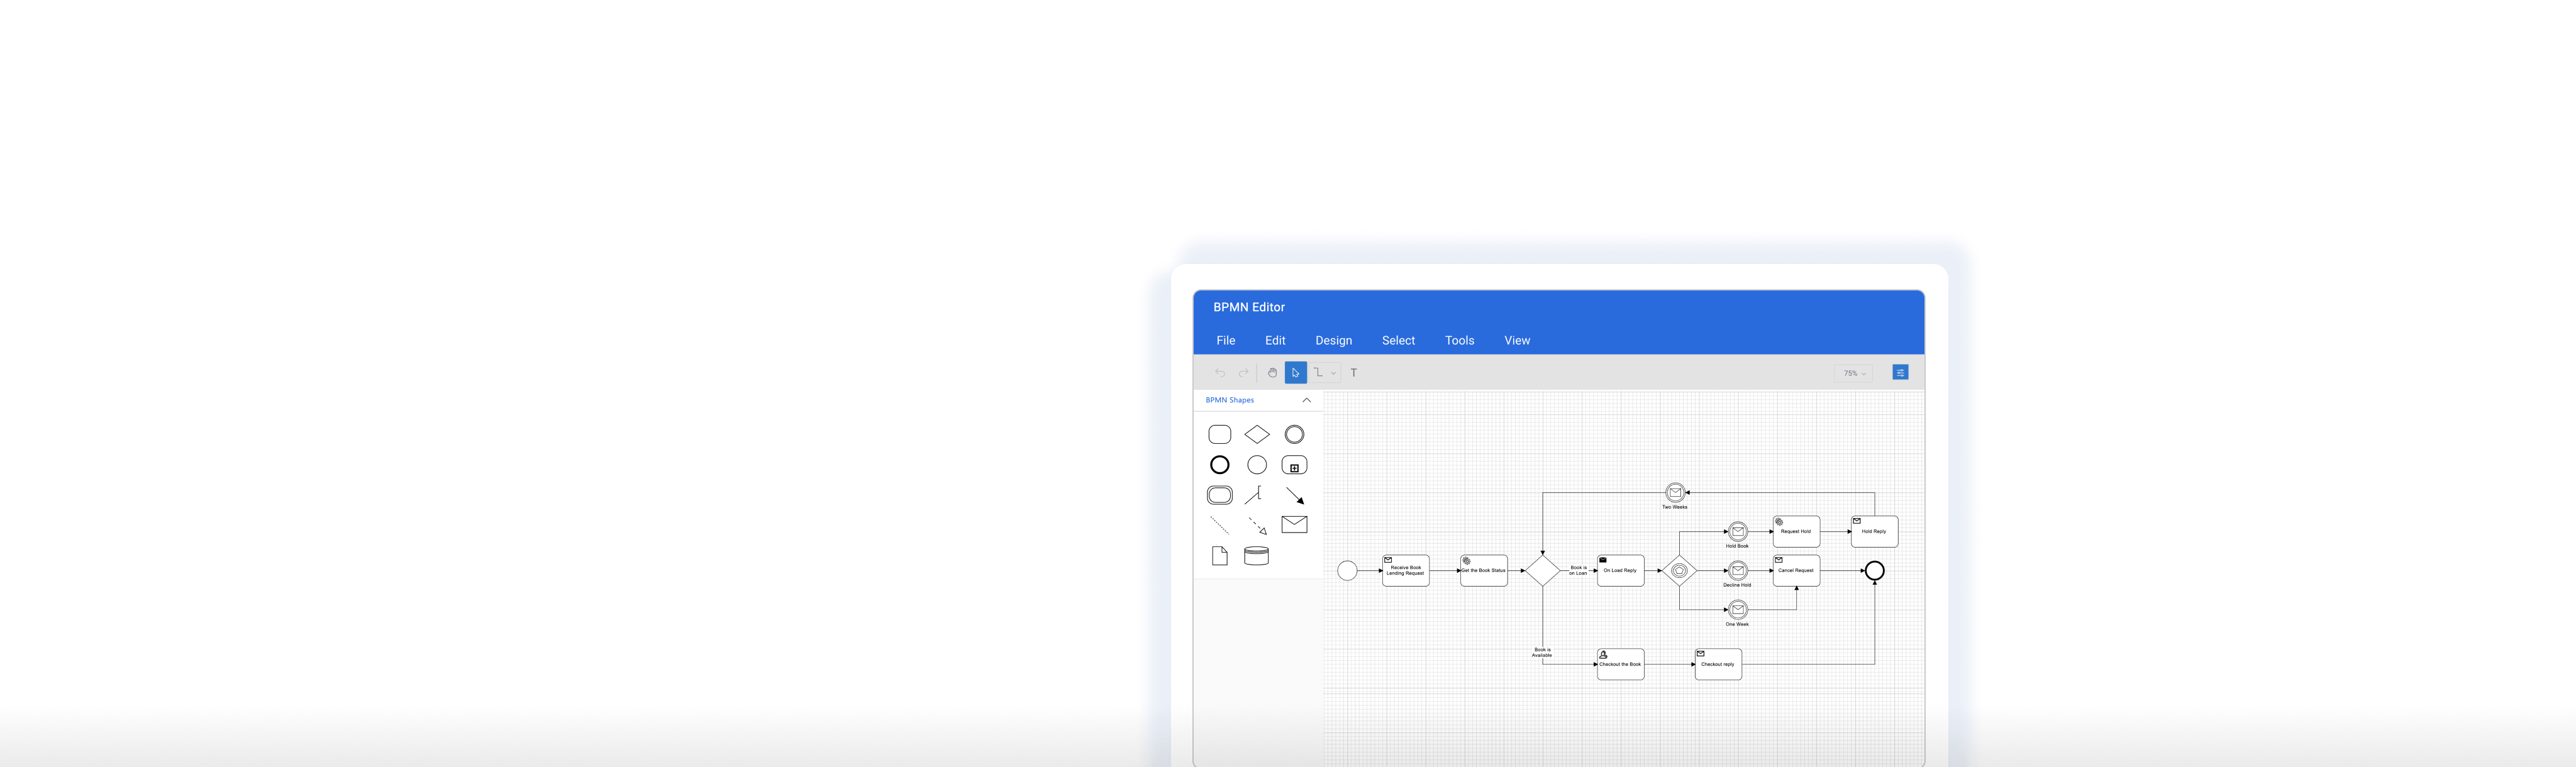 BPMN Editor
File Edit Design Select Tools View
T
75%
BPMN Shapes
Two Weeks
Hold Book
Request Hold
Hold Reply
Receive Book
Lending Request
Get the Book Status
Book is
on Loan
On Load Reply
Decline Hold
Cancel Request
One Week
Book is
Available
Checkout the Book
Checkout reply